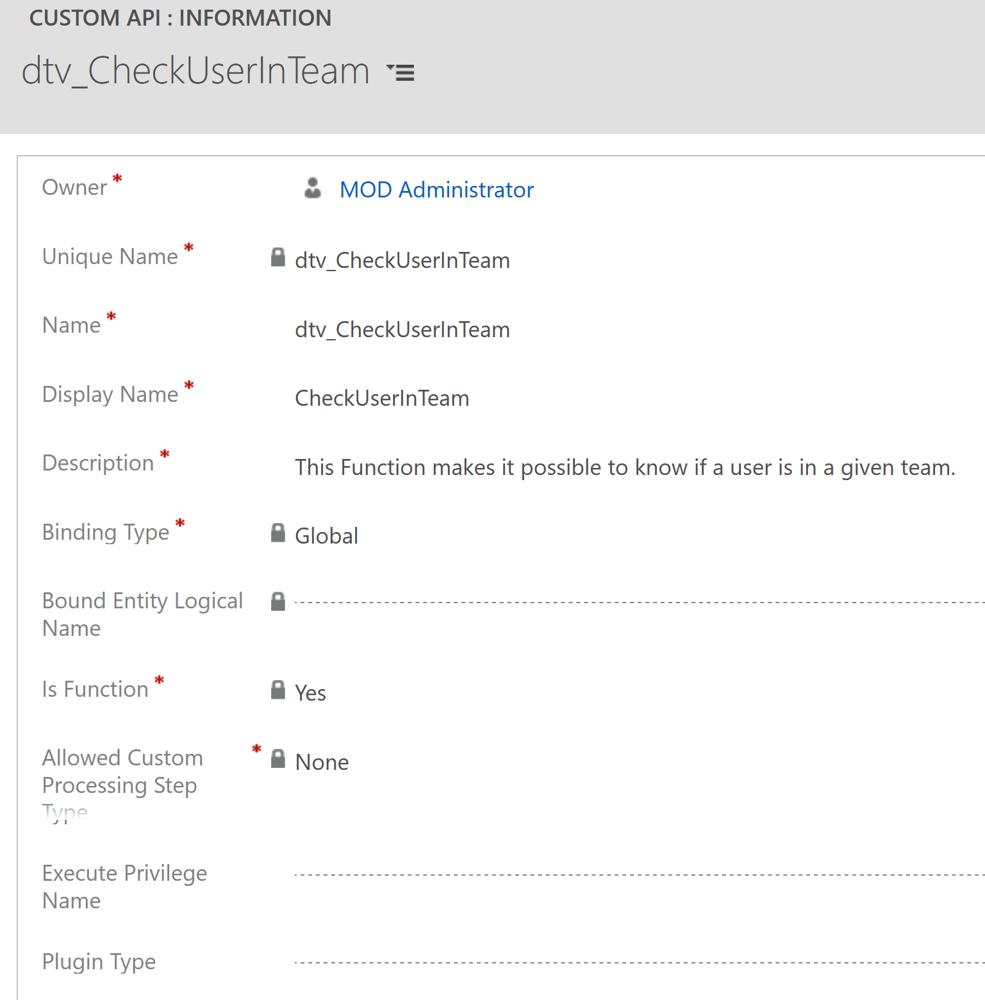 CUSTOM API : INFORMATION
dtv_CheckUserInTeam
Owner * MOD Administrator
Unique Name * dtv_CheckUserInTeam
Name * dtv_CheckUserInTeam
Display Name * CheckUserInTeam
Description * This Function makes it possible to know if a user is in a given team.
Binding Type * Global
Bound Entity Logical
Name
Is Function * Yes
Allowed Custom * None
Processing Step
Type
Execute Privilege
Name
Plugin Type